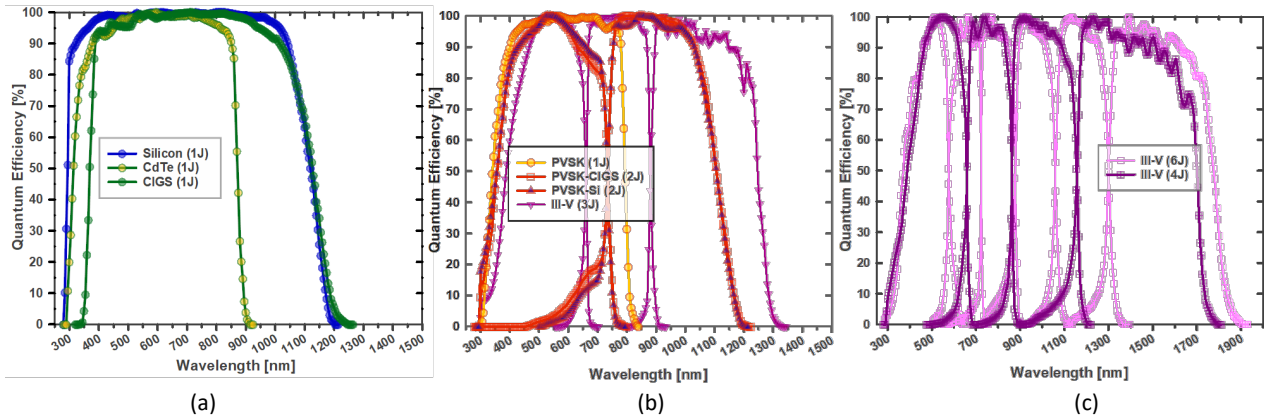 100
90
80
70
60
50
40
30
20
10
0
Quantum Efficiency [%]
Silicon (1J)
CdTe (1J)
CIGS (1J)
300 400 500 600 700 800 900 1000 1100 1200 1300 1400 1500
Wavelength [nm]
(a)
100
90
80
70
60
50
40
30
20
10
0
Quantum Efficiency [%]
PVSK (1J)
PVSK-CIGS (2J)
PVSK-Si (2J)
III-V (3J)
300 400 500 600 700 800 900 1000 1100 1200 1300 1400 1500
Wavelength [nm]
(b)
100
90
80
70
60
50
40
30
20
10
0
Quantum Efficiency [%]
III-V (6J)
III-V (4J)
300 500 700 900 1100 1300 1500 1700 1900
Wavelength [nm]
(c)